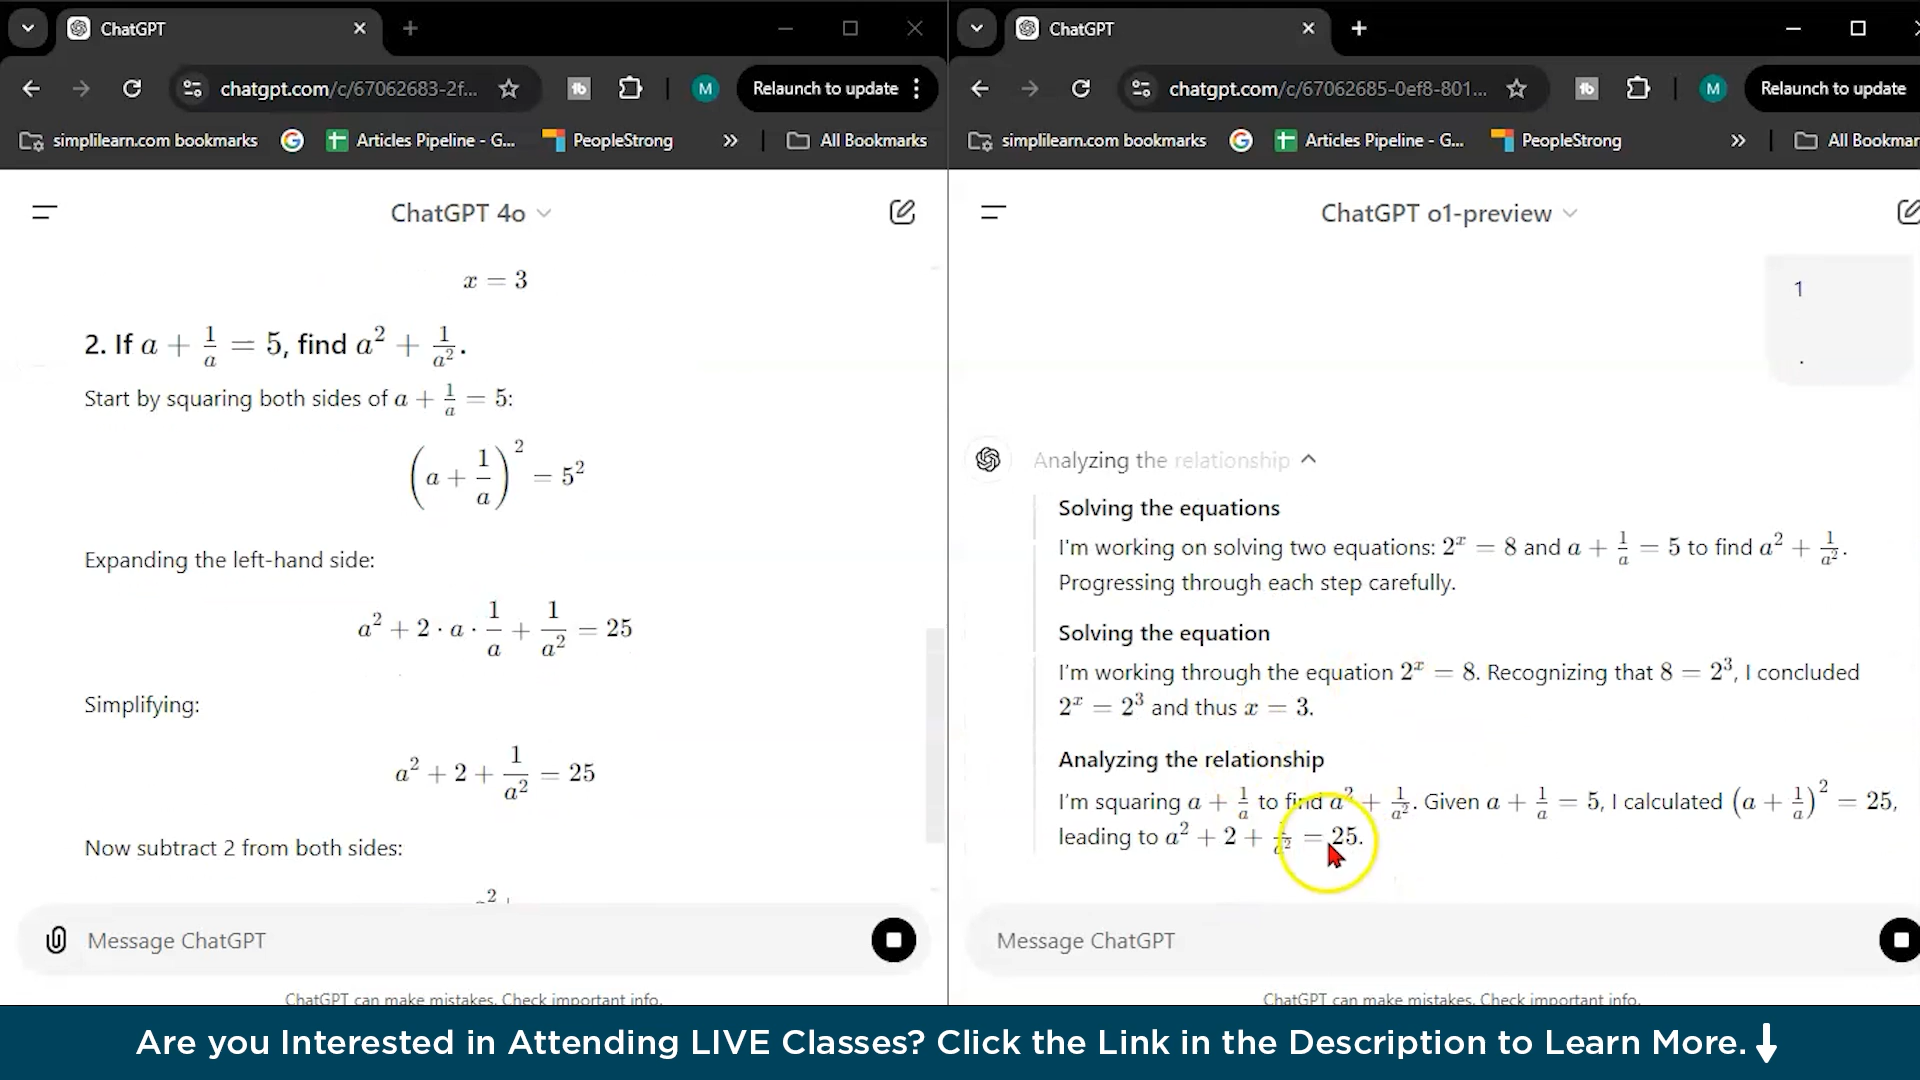 ChatGPT
chatgpt.com/c/67062683-2f...
M
Relaunch to update
simplilearn.com bookmarks
Articles Pipeline - G...
PeopleStrong
»
All Bookmarks
ChatGPT 4o
x = 3
2. If a + 1/a = 5, find a² + 1/a².
Start by squaring both sides of a + 1/a = 5:
(a + 1/a)² = 5²
Expanding the left-hand side:
a² + 2 · a · 1/a + 1/a² = 25
Simplifying:
a² + 2 + 1/a² = 25
Now subtract 2 from both sides:
Message ChatGPT
ChatGPT can make mistakes. Check important info.
ChatGPT
chatgpt.com/c/67062685-0ef8-801...
M
Relaunch to update
simplilearn.com bookmarks
Articles Pipeline - G...
PeopleStrong
»
All Bookmar
ChatGPT o1-preview
1
.
Analyzing the relationship
Solving the equations
I'm working on solving two equations: 2ˣ = 8 and a + 1/a = 5 to find a² + 1/a².
Progressing through each step carefully.
Solving the equation
I'm working through the equation 2ˣ = 8. Recognizing that 8 = 2³, I concluded
2ˣ = 2³ and thus x = 3.
Analyzing the relationship
I'm squaring a + 1/a to find a² + 1/a². Given a + 1/a = 5, I calculated (a + 1/a)² = 25,
leading to a² + 2 + = 25.
Message ChatGPT
ChatGPT can make mistakes. Check important info.
Are you Interested in Attending LIVE Classes? Click the Link in the Description to Learn More.